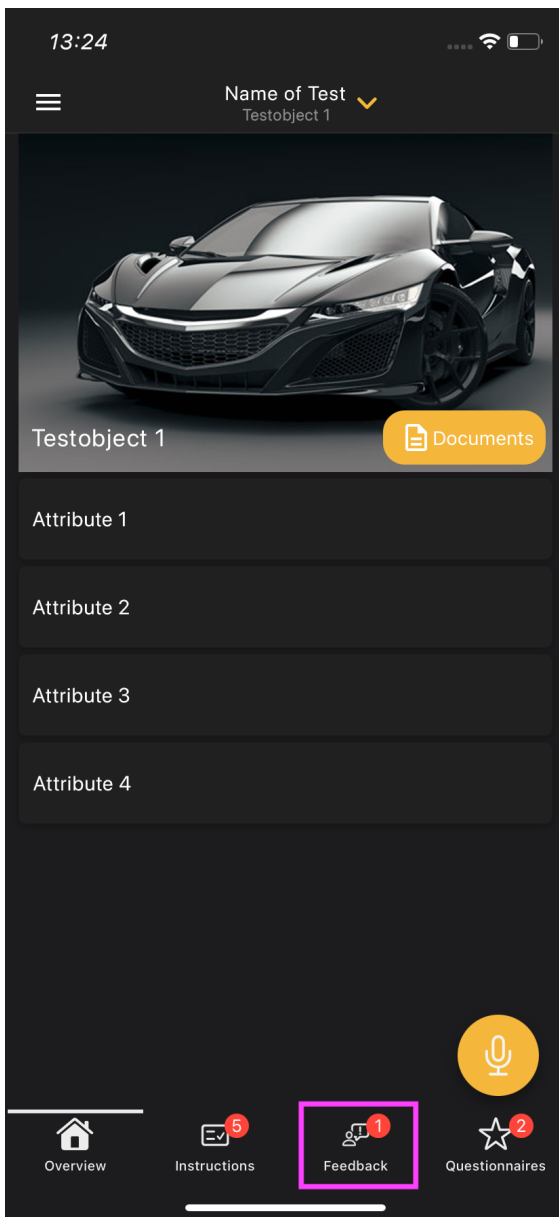 13:24
Name of Test
Testobject 1
Testobject 1
Documents
Attribute 1
Attribute 2
Attribute 3
Attribute 4
5
1
2
Overview
Instructions
Feedback
Questionnaires